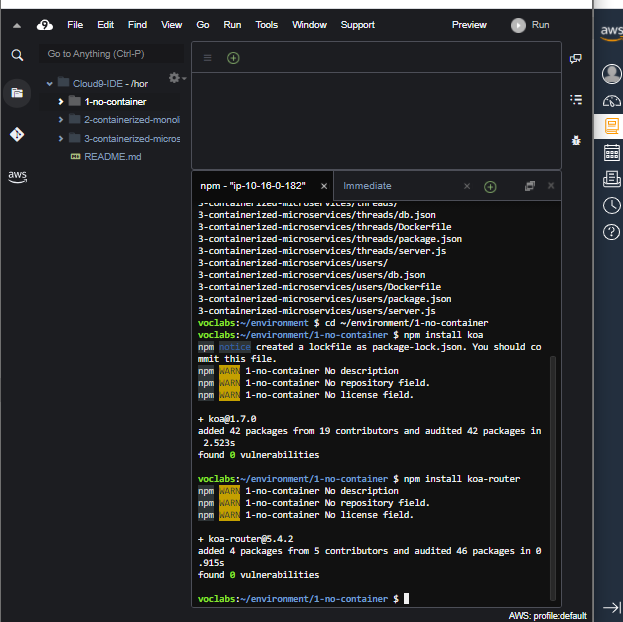 File Edit Find View Go Run Tools Window Support Preview Run
aws
Go to Anything (Ctrl-P)
Cloud9-IDE - /hor
1-no-container
2-containerized-monol
3-containerized-micros
README.md
aws
npm - "ip-10-16-0-182" × Immediate ×
3-containerized-microservices/threads/
3-containerized-microservices/threads/db.json
3-containerized-microservices/threads/Dockerfile
3-containerized-microservices/threads/package.json
3-containerized-microservices/threads/server.js
3-containerized-microservices/users/
3-containerized-microservices/users/db.json
3-containerized-microservices/users/Dockerfile
3-containerized-microservices/users/package.json
3-containerized-microservices/users/server.js
voclabs:~/environment $ cd ~/environment/1-no-container
voclabs:~/environment/1-no-container $ npm install koa
npm notice created a lockfile as package-lock.json. You should co
mmit this file.
npm WARN 1-no-container No description
npm WARN 1-no-container No repository field.
npm WARN 1-no-container No license field.
+ koa@1.7.0
added 42 packages from 19 contributors and audited 42 packages in
2.523s
found 0 vulnerabilities
voclabs:~/environment/1-no-container $ npm install koa-router
npm WARN 1-no-container No description
npm WARN 1-no-container No repository field.
npm WARN 1-no-container No license field.
+ koa-router@5.4.2
added 4 packages from 5 contributors and audited 46 packages in 0
.915s
found 0 vulnerabilities
voclabs:~/environment/1-no-container $
AWS: profile:default